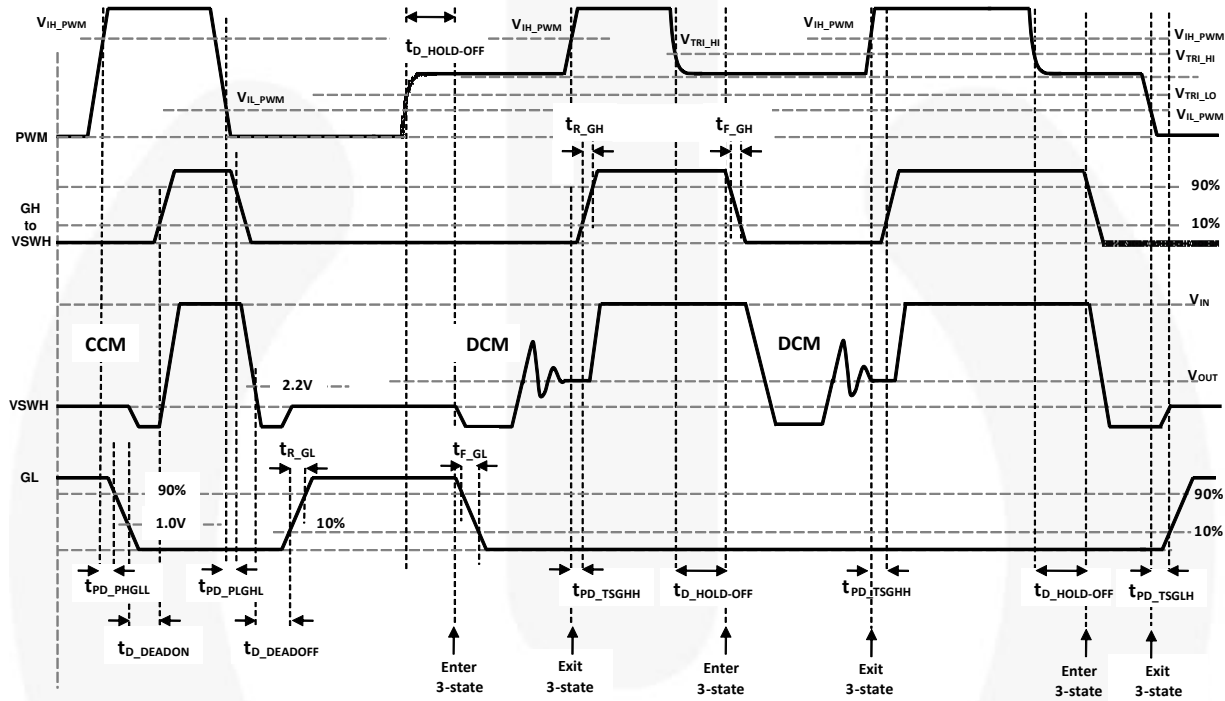 VIH_PWM
VIH_PWM
VIH_PWM
VIH_PWM
tD_HOLD-OFF
VTRI_HI
VTRI_HI
VIL_PWM
VTRI_LO
VIL_PWM
PWM
tR_GH
tF_GH
90%
GH
to
VSWH
10%
VIN
CCM
DCM
DCM
VOUT
2.2V
VSWH
tR_GL
tF_GL
GL
90%
90%
1.0V
10%
10%
tPD_PHGLL
tPD_PLGHL
tPD_TSGHH
tD_HOLD-OFF
tPD_TSGHH
tD_HOLD-OFF
tPD_TSGLH
tD_DEADON
tD_DEADOFF
Enter
3-state
Exit
3-state
Enter
3-state
Exit
3-state
Enter
3-state
Exit
3-state